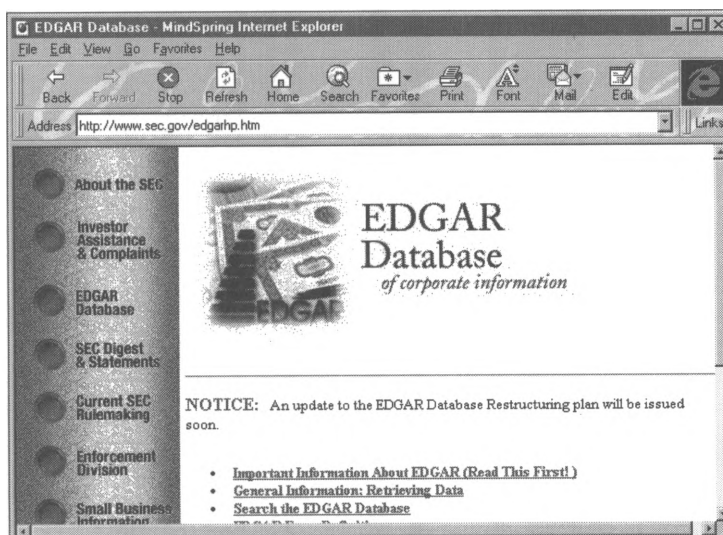 EDGAR Database - MindSpring Internet Explorer
File Edit View Go Favorites Help
Back Forward Stop Refresh Home Search Favorites Print Font Mail Edit
Address http://www.sec.gov/edgarhp.htm Links
About the SEC
Investor
Assistance
& Complaints
EDGAR
Database
SEC Digest
& Statements
Current SEC
Rulemaking
Enforcement
Division
Small Business
Information
EDGAR
EDGAR
Database
of corporate information
NOTICE: An update to the EDGAR Database Restructuring plan will be issued
soon.
• Important Information About EDGAR (Read This First! )
• General Information: Retrieving Data
• Search the EDGAR Database